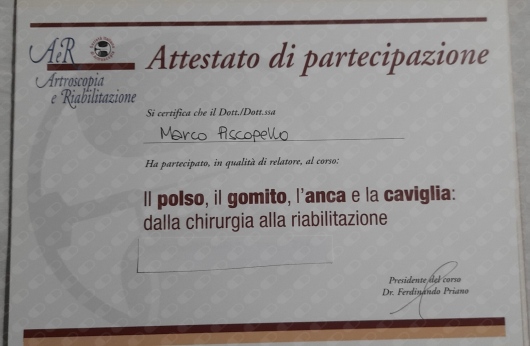 AeR
Artroscopia
e Riabilitazione
Attestato di partecipazione
Si certifica che il Dott./Dott.ssa
Marco Piscopello
Ha partecipato, in qualità di relatore, al corso:
Il polso, il gomito, l'anca e la caviglia:
dalla chirurgia alla riabilitazione
Presidente del corso
Dr. Ferdinando Priano